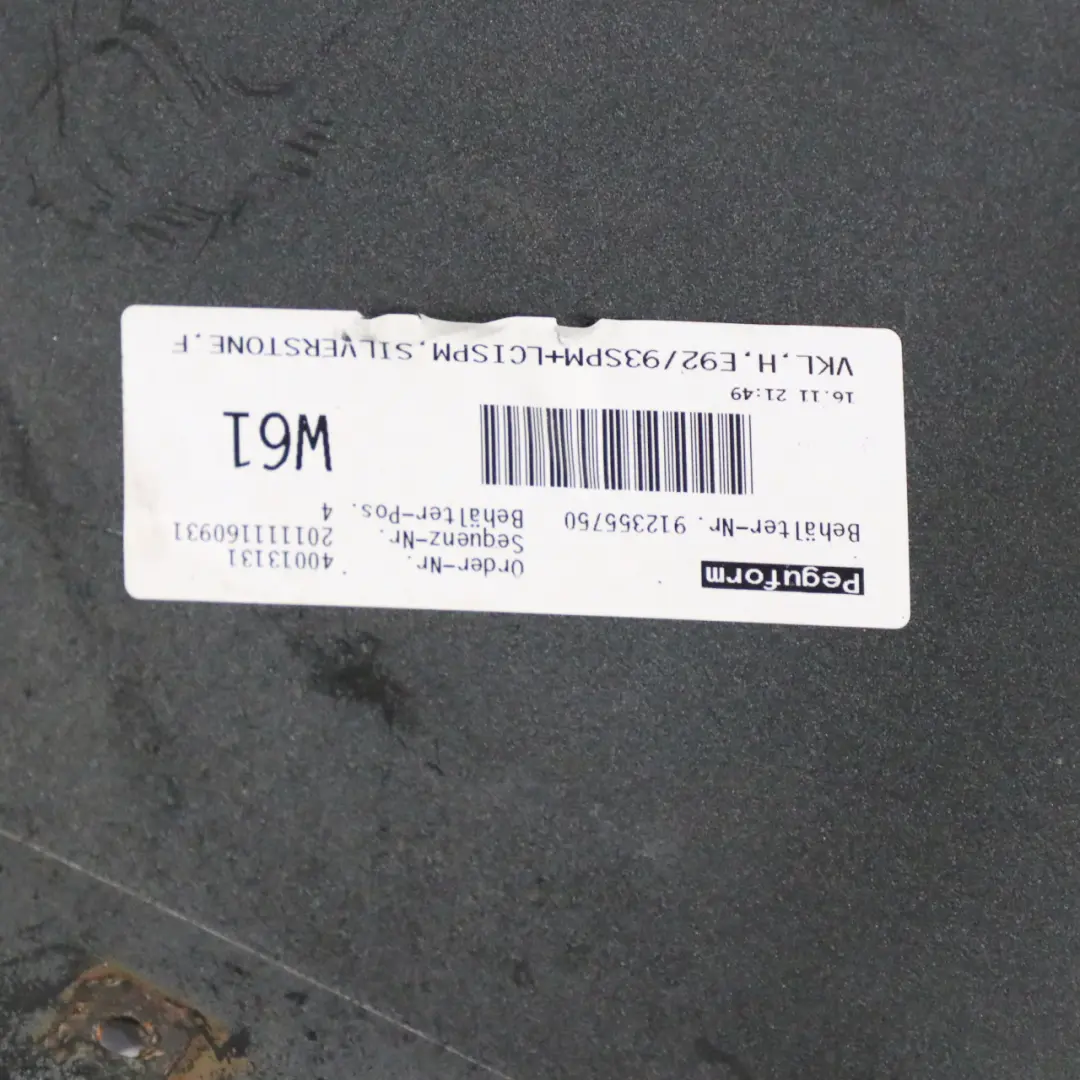 Peguform
Order-Nr. 40013131
Sequenz-Nr. 201111160931
Behälter-Nr. 912355750 Behälter-Pos. 4
W61
16.11 21:49
VKL,H,E92/93SPM+LCISPM,SILVERSTONE,F